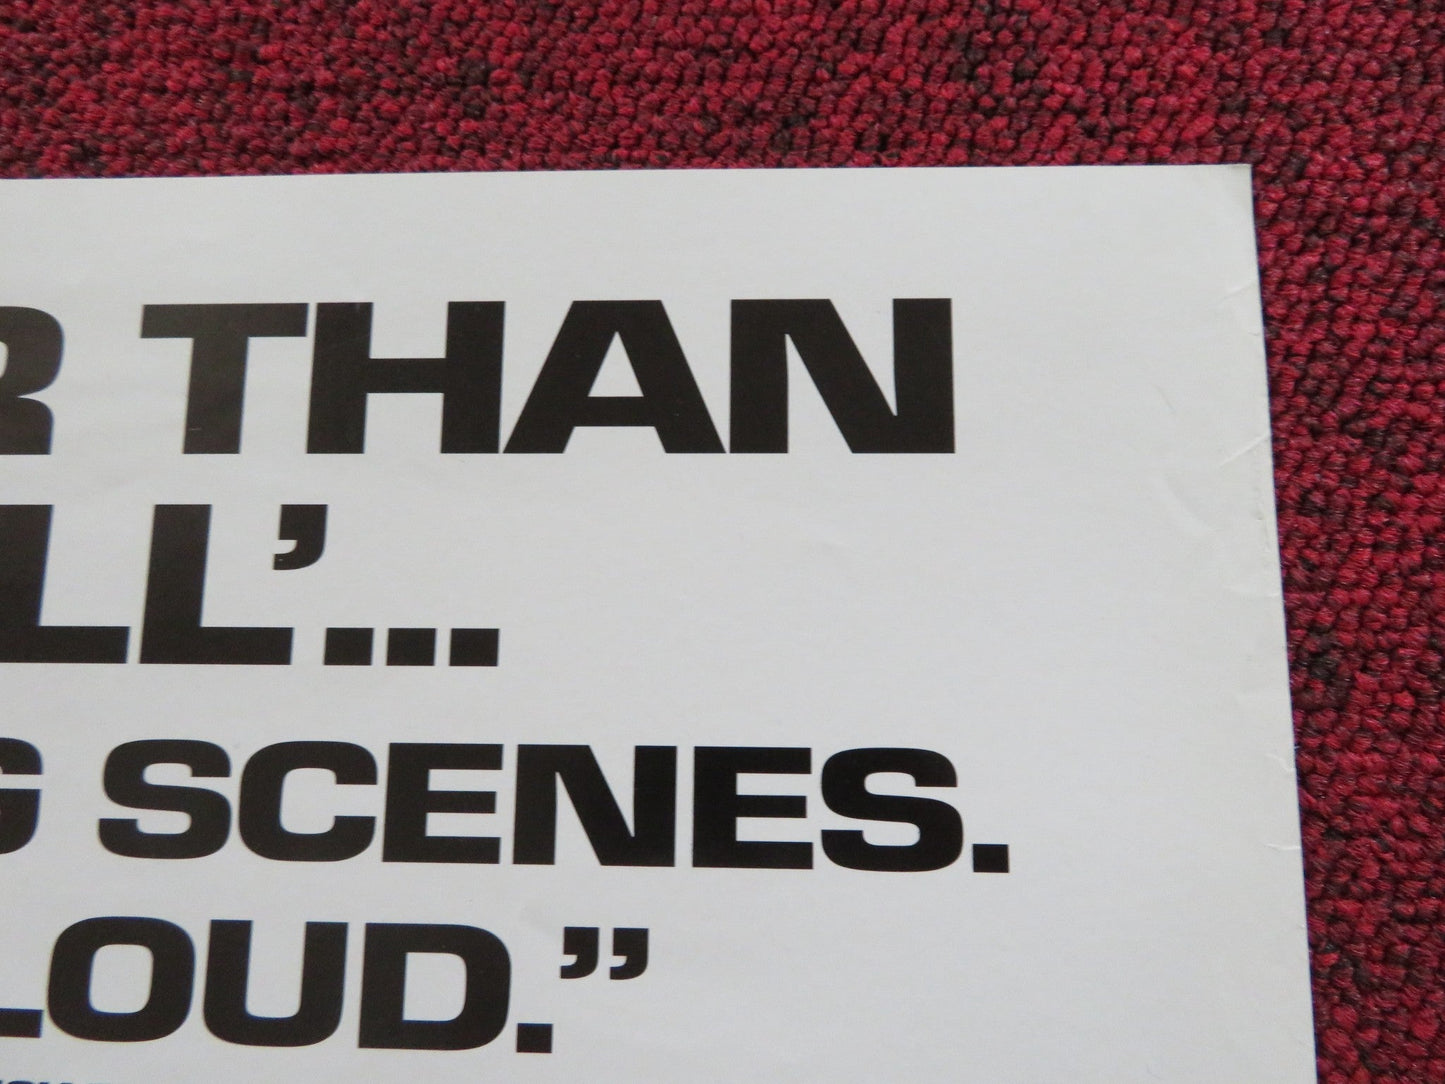 R THAN
LL'...
G SCENES.
LOUD.”